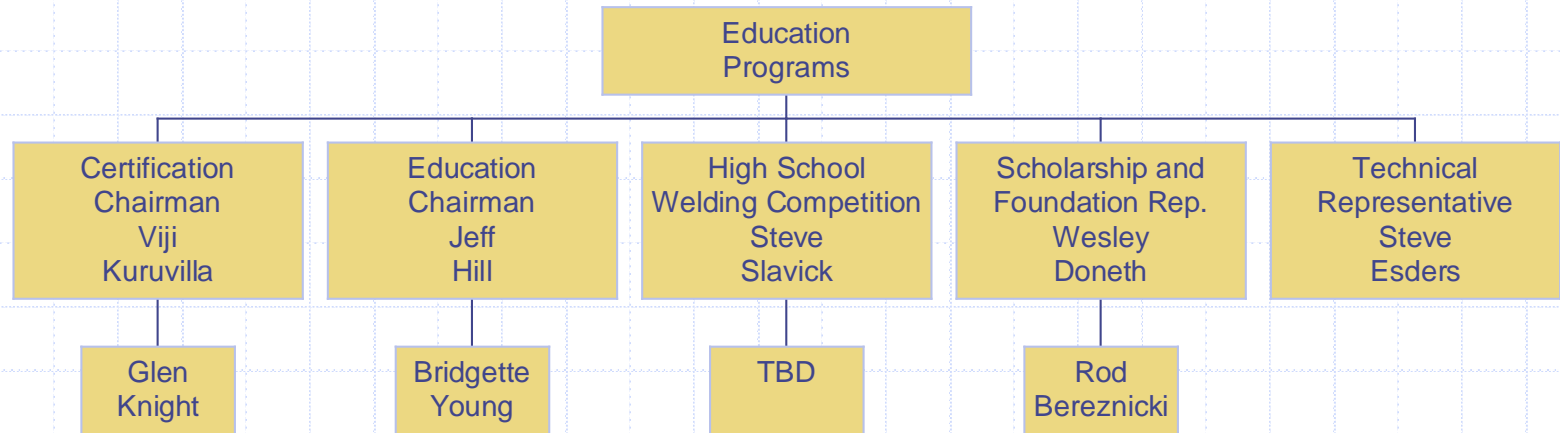 Education
Programs
Certification
Chairman
Viji
Kuruvilla
Education
Chairman
Jeff
Hill
High School
Welding Competition
Steve
Slavick
Scholarship and
Foundation Rep.
Wesley
Doneth
Technical
Representative
Steve
Esders
Glen
Knight
Bridgette
Young
TBD
Rod
Bereznicki